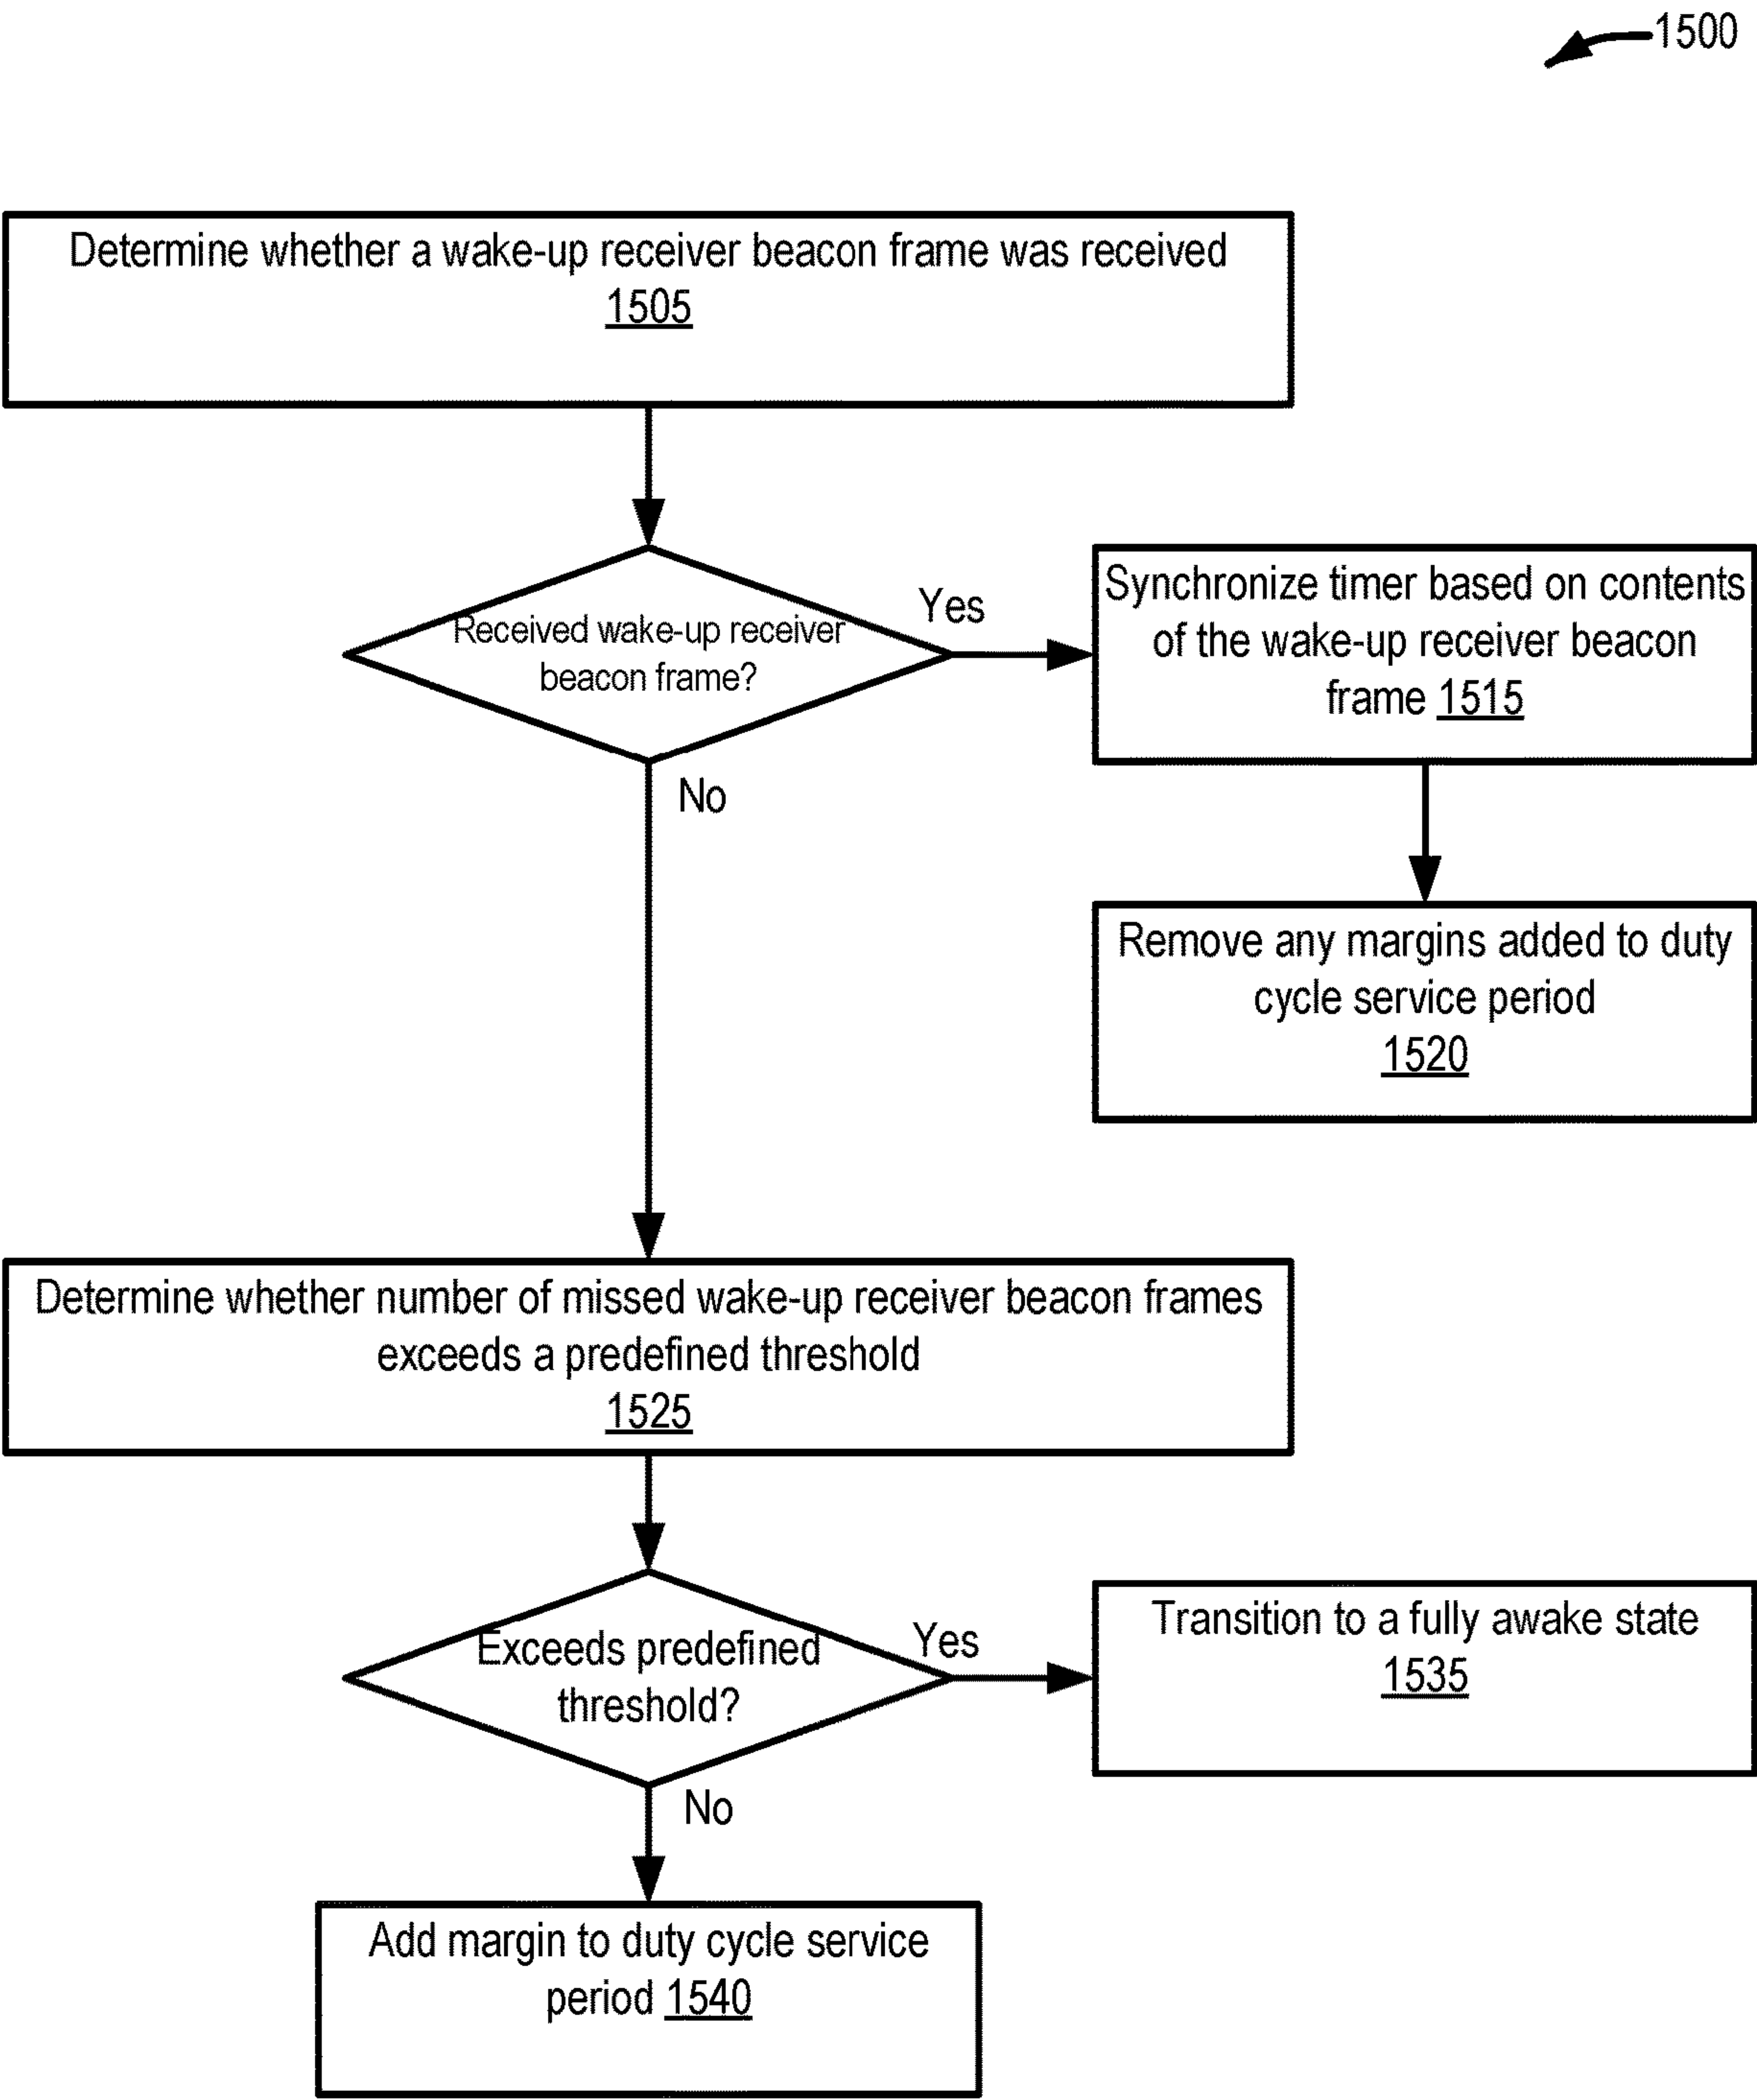 1500
Determine whether a wake-up receiver beacon frame was received
1505
Received wake-up receiver
beacon frame?
Yes
Synchronize timer based on contents
of the wake-up receiver beacon
frame 1515
No
Remove any margins added to duty
cycle service period
1520
Determine whether number of missed wake-up receiver beacon frames
exceeds a predefined threshold
1525
Exceeds predefined
threshold?
Yes
Transition to a fully awake state
1535
No
Add margin to duty cycle service
period 1540